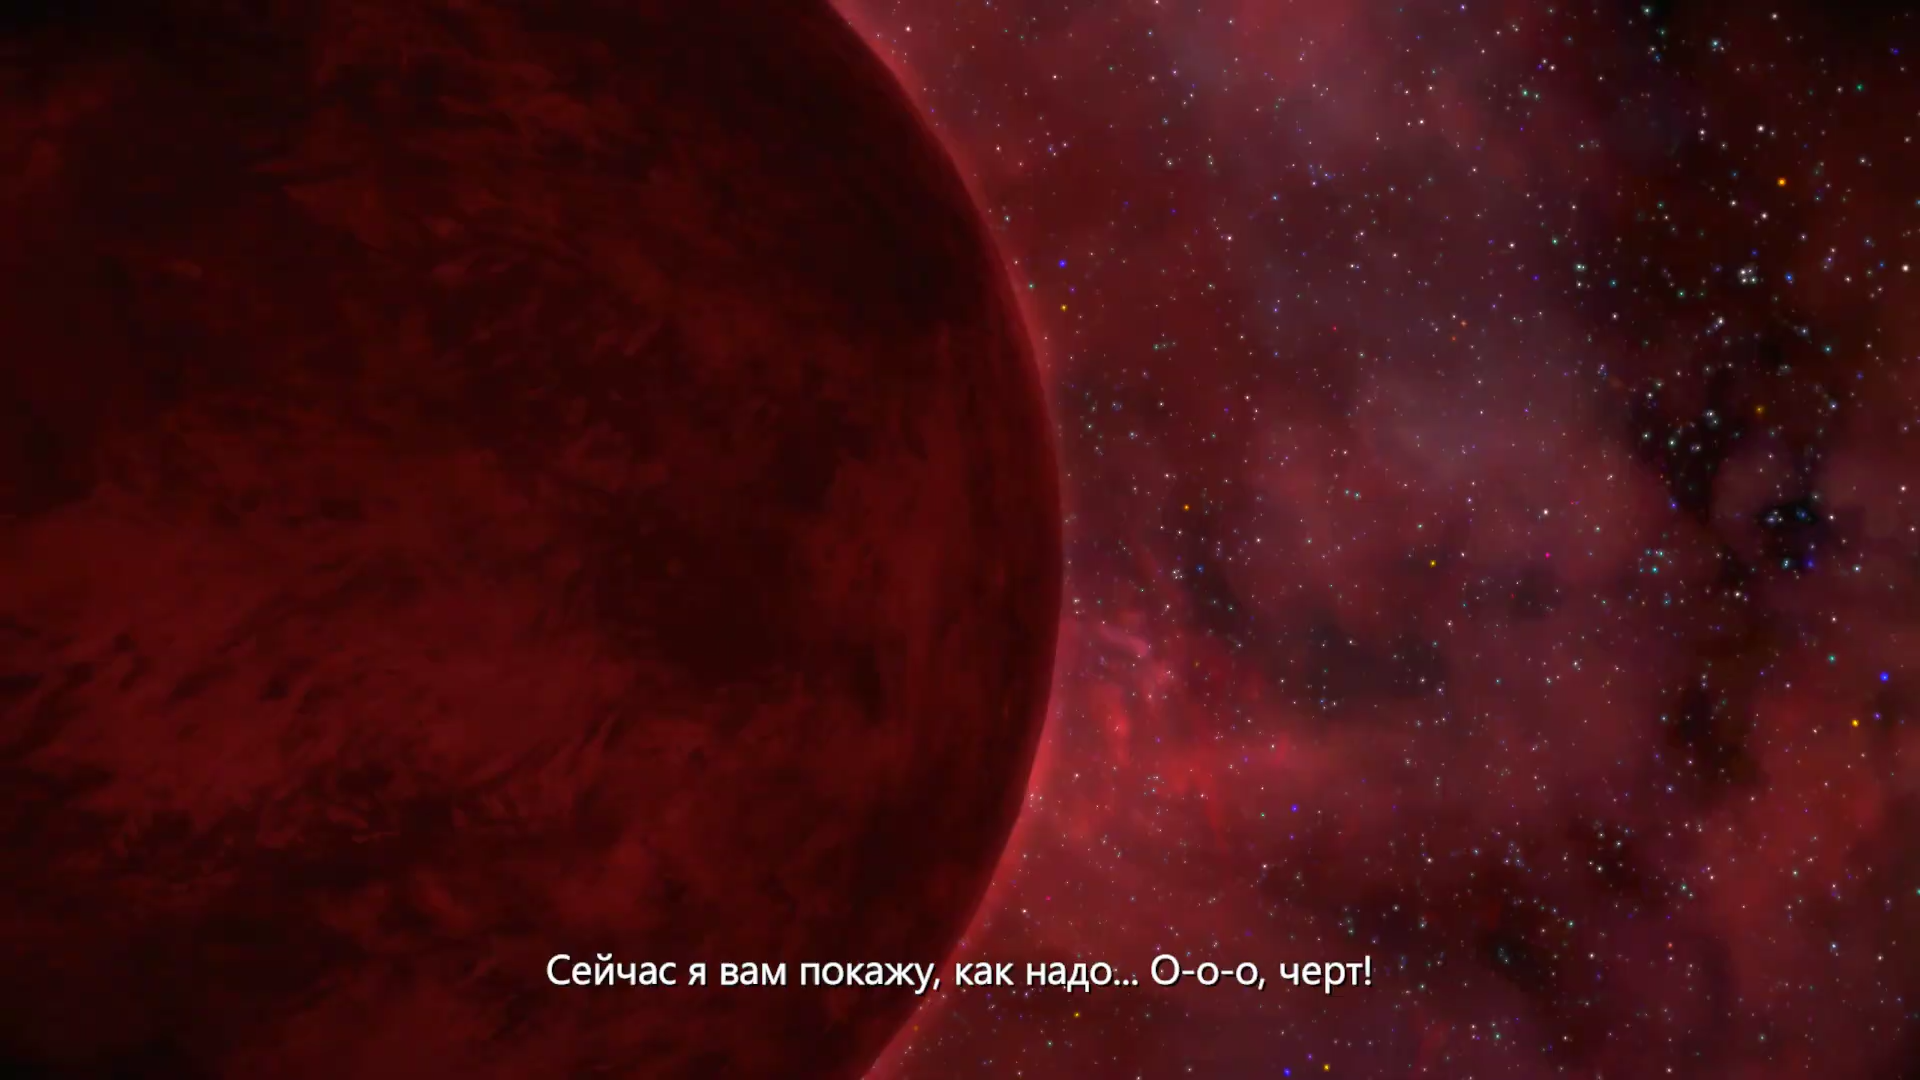 Сейчас я вам покажу, как надо... О-о-о, черт!